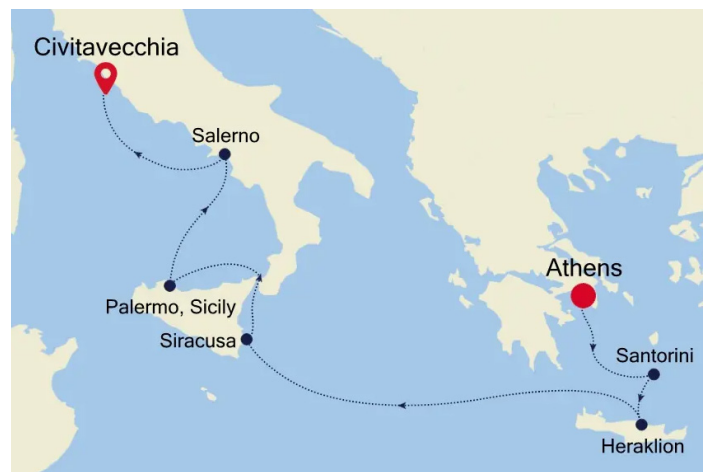 Civitavecchia
Salerno
Athens
Palermo, Sicily
Siracusa
Santorini
Heraklion